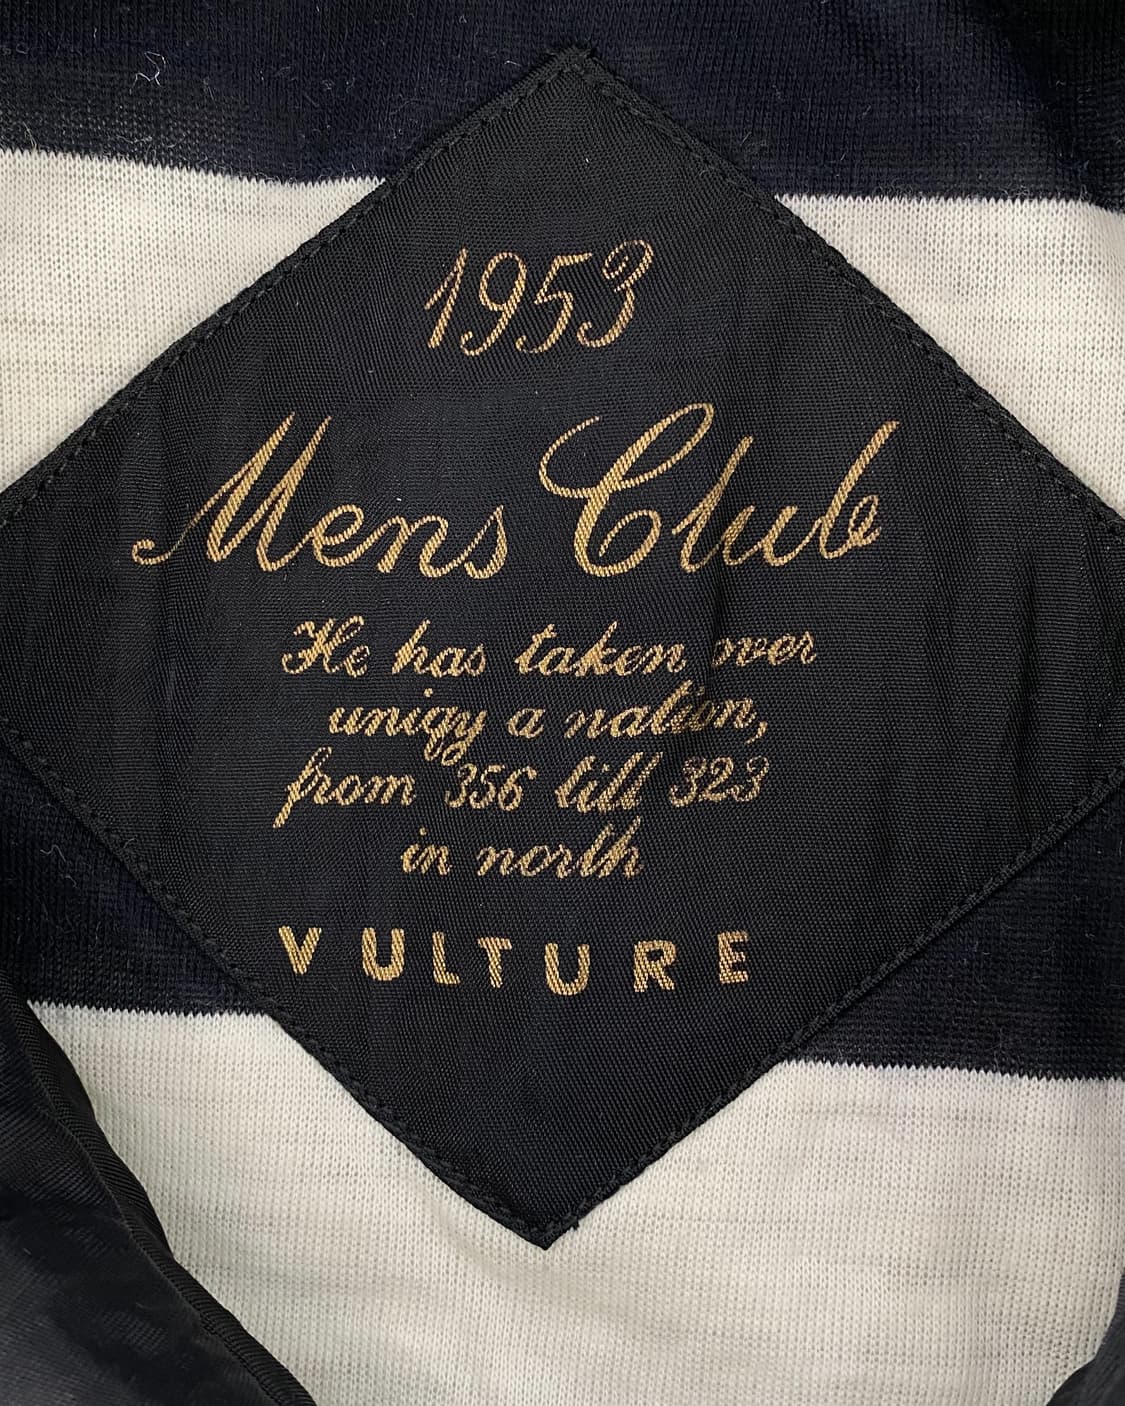 1953
Mens Club
He has taken over
uniqy a nation,
from 356 till 323
in north
VULTURE